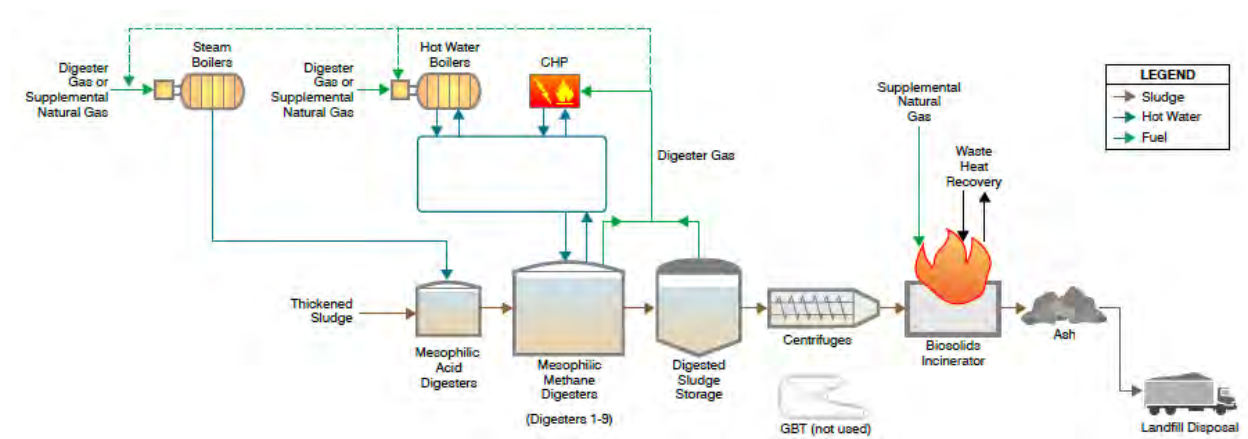 Steam
Boilers
Digester
Gas or
Supplemental
Natural Gas
Hot Water
Boilers
Digester
Gas or
Supplemental
Natural Gas
CHP
Digester Gas
Supplemental
Natural
Gas
Waste
Heat
Recovery
LEGEND
Sludge
Hot Water
Fuel
Thickened
Sludge
Mesophilic
Acid
Digesters
Mesophilic
Methane
Digesters
(Digesters 1-9)
Digested
Sludge
Storage
Centrifuges
GBT (not used)
Biosolids
Incinerator
Ash
Landfill Disposal